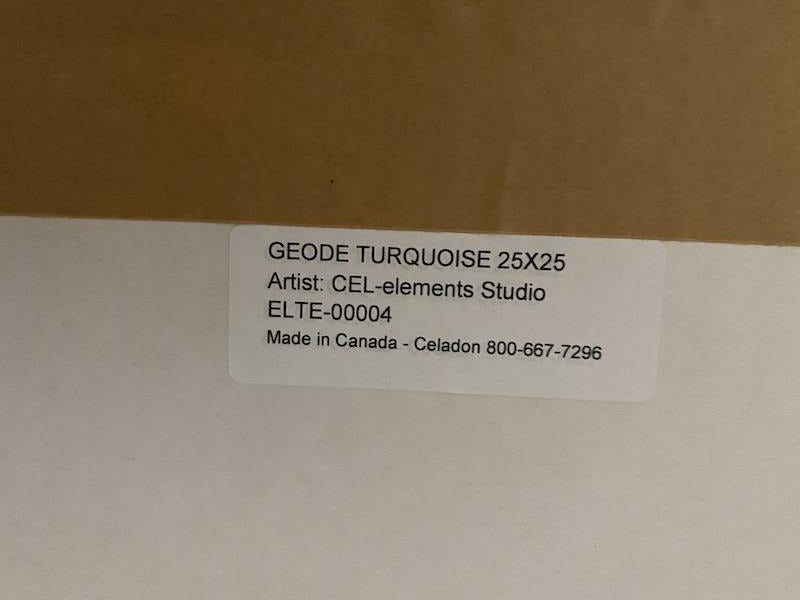 GEODE TURQUOISE 25X25
Artist: CEL-elements Studio
ELTE-00004
Made in Canada - Celadon 800-667-7296